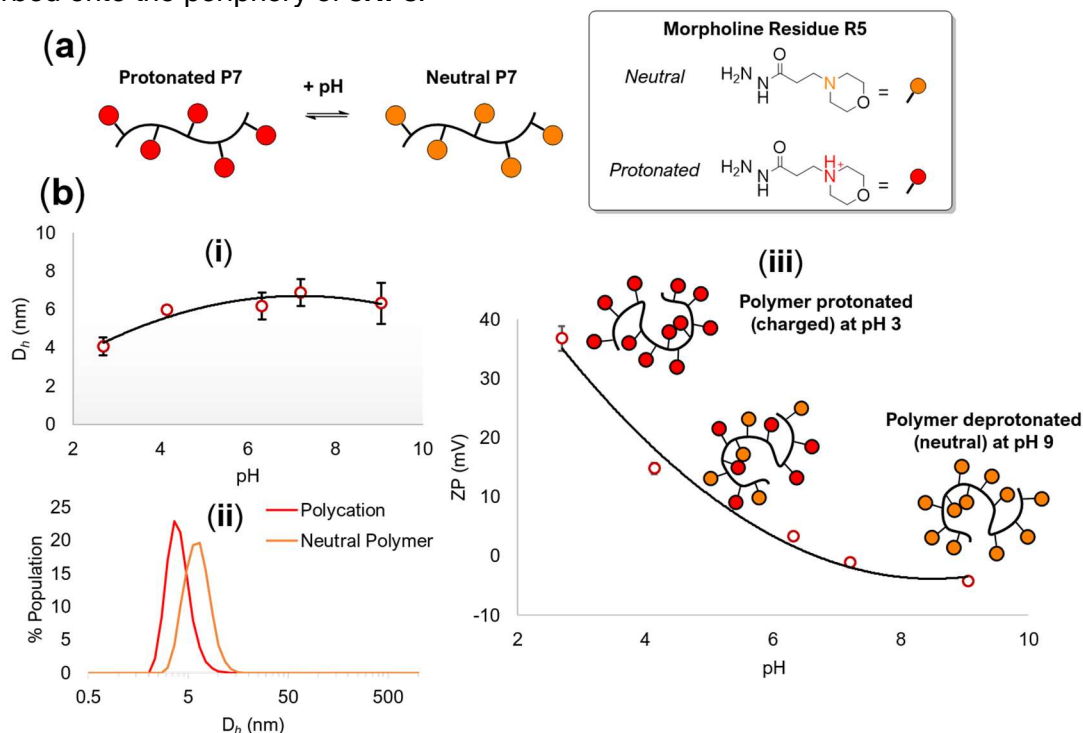 (a)
Protonated P7
+ pH
Neutral P7
Morpholine Residue R5
Neutral
H₂N
N
H
O
N
O
=
Protonated
H₂N
N
H
O
H+
N
O
=
(b)
(i)
10
8
6
4
2
0
Dₕ (nm)
2
4
6
8
10
pH
(ii)
Polycation
Neutral Polymer
25
20
15
10
5
0
% Population
0.5
5
50
500
Dₕ (nm)
(iii)
Polymer protonated
(charged) at pH 3
Polymer deprotonated
(neutral) at pH 9
40
30
20
10
0
-10
ZP (mV)
2
4
6
8
10
pH